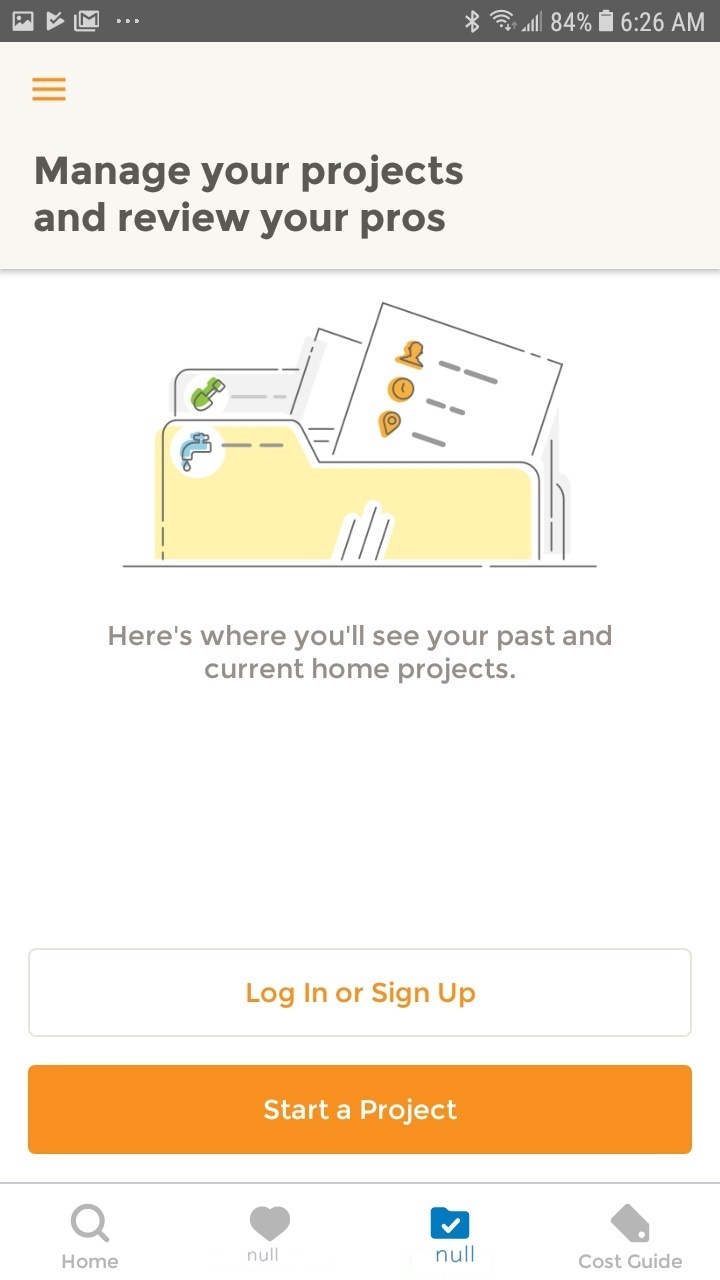 84% 6:26 AM
Manage your projects
and review your pros
Here's where you'll see your past and
current home projects.
Log In or Sign Up
Start a Project
Home null null Cost Guide